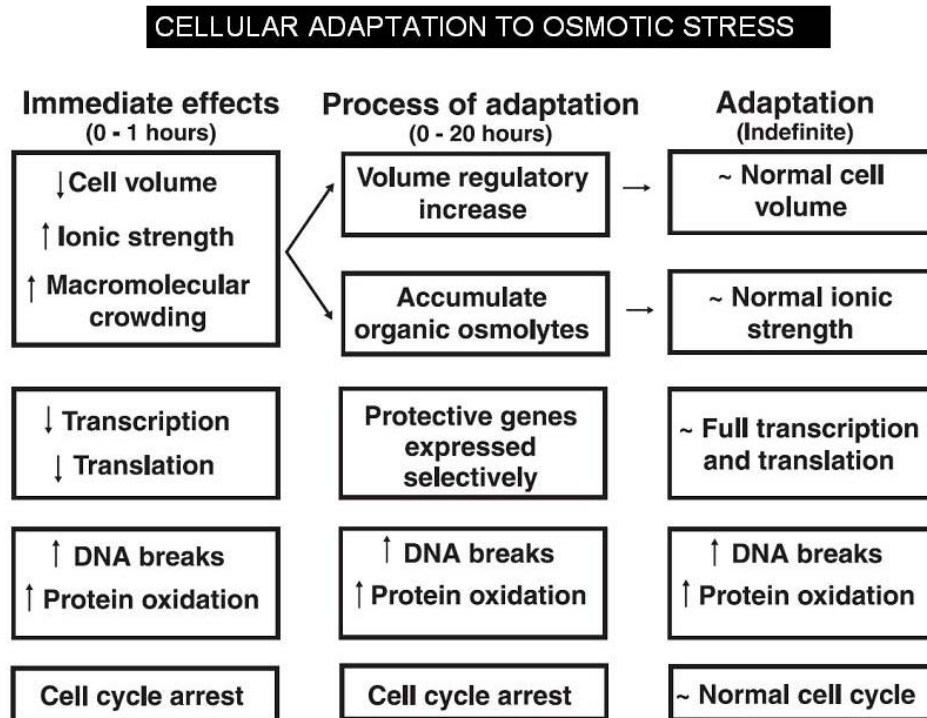 CELLULAR ADAPTATION TO OSMOTIC STRESS
Immediate effects
(0 - 1 hours)
Process of adaptation
(0 - 20 hours)
Adaptation
(Indefinite)
↓ Cell volume
↑ Ionic strength
↑ Macromolecular
crowding
Volume regulatory
increase
~ Normal cell
volume
Accumulate
organic osmolytes
~ Normal ionic
strength
↓ Transcription
↓ Translation
Protective genes
expressed
selectively
~ Full transcription
and translation
↑ DNA breaks
↑ Protein oxidation
↑ DNA breaks
↑ Protein oxidation
↑ DNA breaks
↑ Protein oxidation
Cell cycle arrest
Cell cycle arrest
~ Normal cell cycle